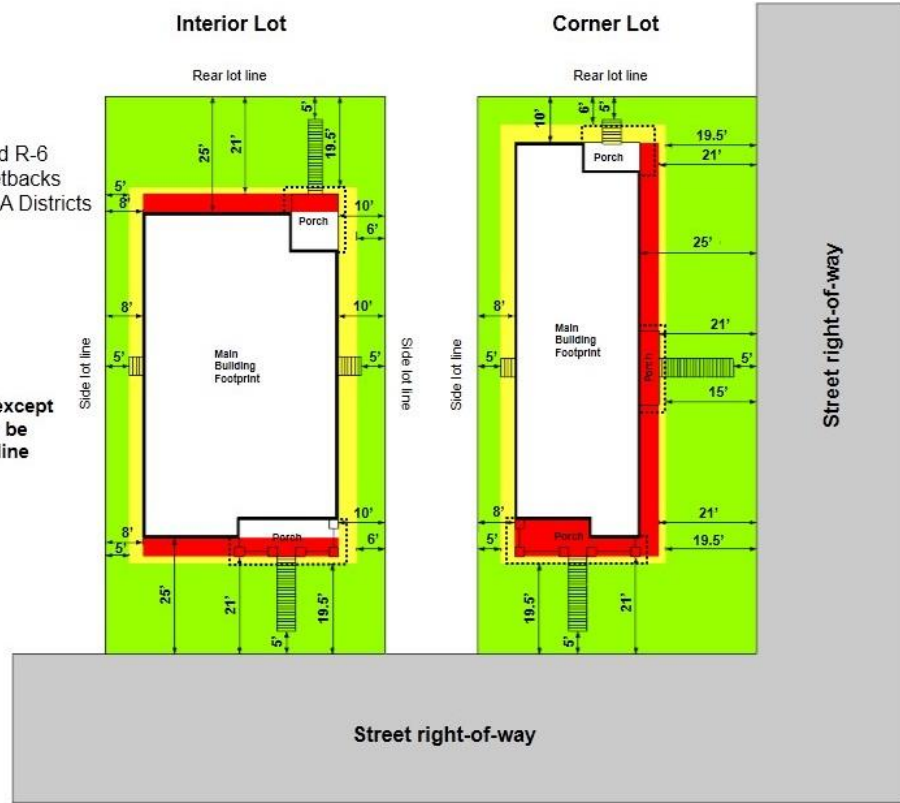 Interior Lot
Corner Lot
Rear lot line
Rear lot line
d R-6
etbacks
A Districts
except
be
line
25'
21'
5'
19.5'
5'
8'
10'
6'
Porch
8'
10'
5'
5'
Side lot line
Side lot line
Main
Building
Footprint
8'
5'
10'
6'
Porch
25'
21'
5'
19.5'
10'
6'
5'
19.5'
21'
Porch
25'
8'
21'
5'
5'
15'
Side lot line
Main
Building
Footprint
Porch
8'
5'
21'
19.5'
Porch
19.5'
5'
21'
Street right-of-way
Street right-of-way